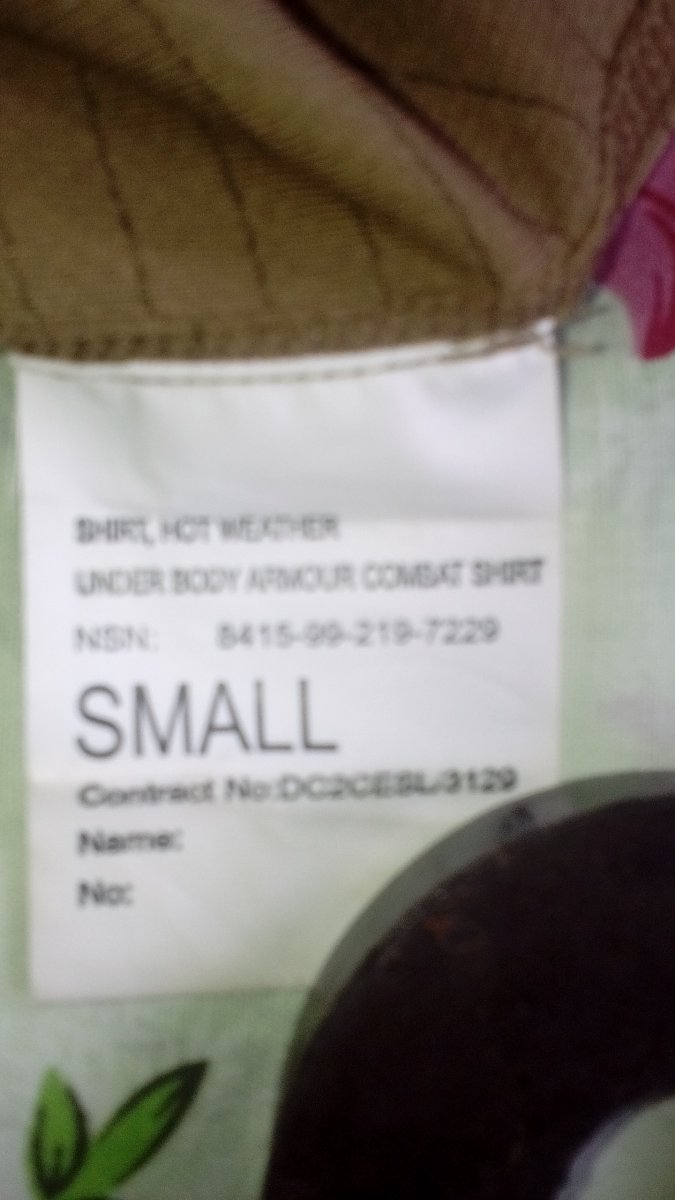 SHIRT, HOT WEATHER
UNDER BODY ARMOUR COMBAT SHIRT
NSN: 8415-99-219-7229
SMALL
Contract No:DC2CESL/3129
Name:
No: